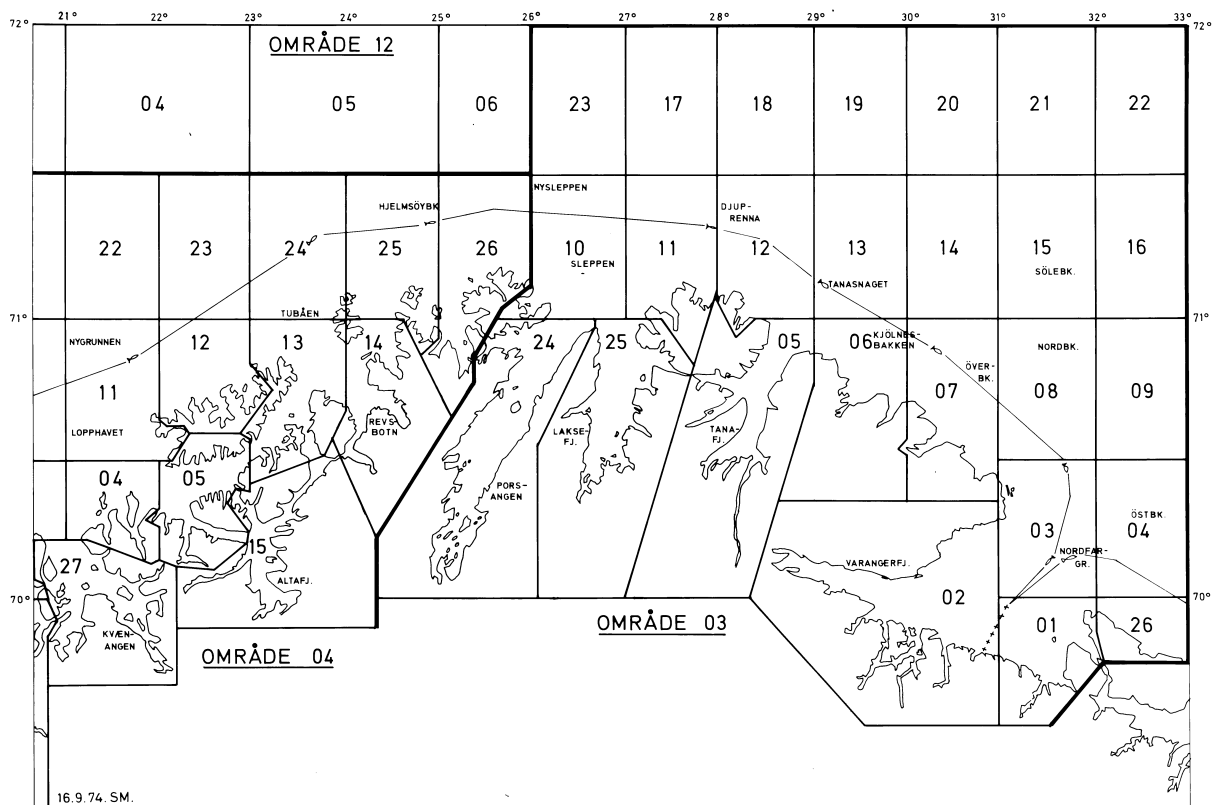 21° 22° 23° 24° 25° 26° 27° 28° 29° 30° 31° 32° 33°
72° 72°
OMRÅDE 12
04 05 06 23 17 18 19 20 21 22
NYSLEPPEN
HJELMSÖYBK. DJUP-
RENNA
22 23 24 25 26 10 11 12 13 14 15 16
SLEPPEN
SÖLEBK.
TANASNAGET
TUBÅEN
71° 71°
NYGRUNNEN
12 13 14 24 25 05 06 KJÖLNES-
BAKKEN
NORDBK.
ÖVER-
BK.
11 07 08 09
LOPPHAVET
REVS-
BOTN
LAKSE-
FJ.
TANA-
FJ.
04 05
PORS-
ANGEN
ÖSTBK.
03 04
15
NORDFAR-
GR.
27
VARANGERFJ.
ALTAFJ.
70° 70°
02
01 26
OMRÅDE 03
KVÆN-
ANGEN
OMRÅDE 04
16.9.74. SM.